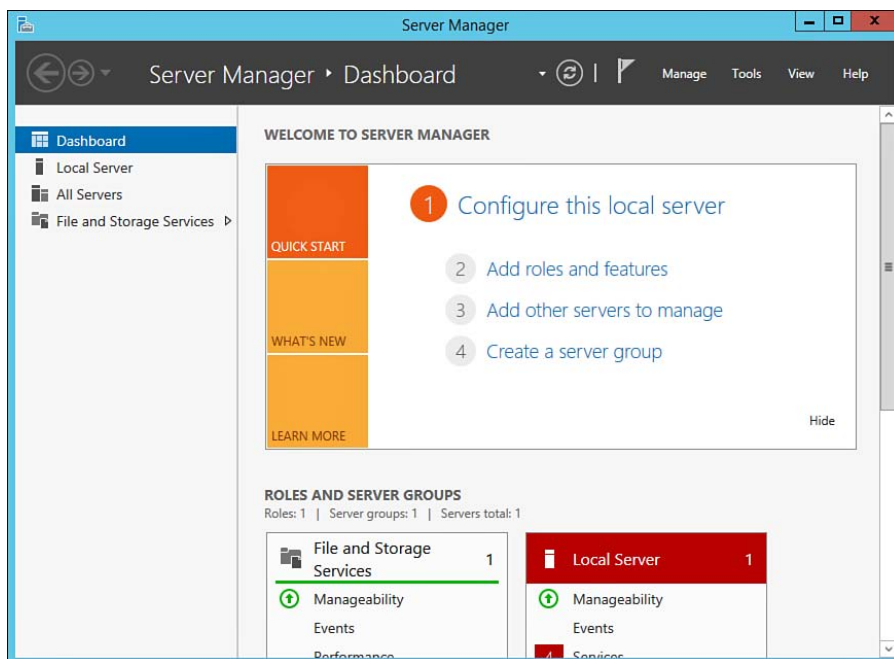 Server Manager
Server Manager ‣ Dashboard
Manage Tools View Help
Dashboard
Local Server
All Servers
File and Storage Services
WELCOME TO SERVER MANAGER
QUICK START
WHAT'S NEW
LEARN MORE
1 Configure this local server
2 Add roles and features
3 Add other servers to manage
4 Create a server group
Hide
ROLES AND SERVER GROUPS
Roles: 1 | Server groups: 1 | Servers total: 1
File and Storage
Services 1
Manageability
Events
Performance
Local Server 1
Manageability
Events
4 Services